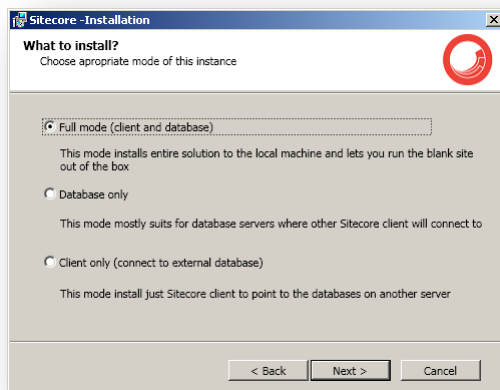 Sitecore -Installation
What to install?
Choose apropriate mode of this instance
Full mode (client and database)
This mode installs entire solution to the local machine and lets you run the blank site
out of the box
Database only
This mode mostly suits for database servers where other Sitecore client will connect to
Client only (connect to external database)
This mode install just Sitecore client to point to the databases on another server
< Back Next > Cancel